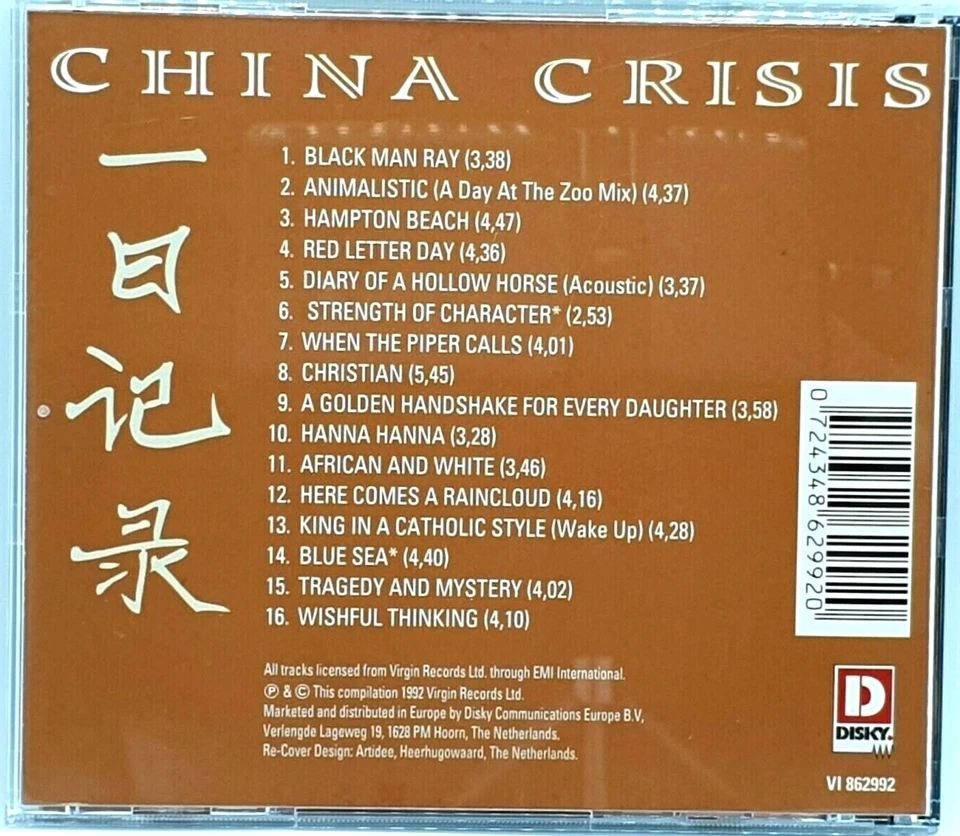 CHINA CRISIS
一日记录
1. BLACK MAN RAY (3,38)
2. ANIMALISTIC (A Day At The Zoo Mix) (4,37)
3. HAMPTON BEACH (4,47)
4. RED LETTER DAY (4,36)
5. DIARY OF A HOLLOW HORSE (Acoustic) (3,37)
6. STRENGTH OF CHARACTER* (2,53)
7. WHEN THE PIPER CALLS (4,01)
8. CHRISTIAN (5,45)
9. A GOLDEN HANDSHAKE FOR EVERY DAUGHTER (3,58)
10. HANNA HANNA (3,28)
11. AFRICAN AND WHITE (3,46)
12. HERE COMES A RAINCLOUD (4,16)
13. KING IN A CATHOLIC STYLE (Wake Up) (4,28)
14. BLUE SEA* (4,40)
15. TRAGEDY AND MYSTERY (4,02)
16. WISHFUL THINKING (4,10)
0 724348 629920
All tracks licensed from Virgin Records Ltd. through EMI International.
℗ & © This compilation 1992 Virgin Records Ltd.
Marketed and distributed in Europe by Disky Communications Europe B.V,
Verlengde Lageweg 19, 1628 PM Hoorn, The Netherlands.
Re-Cover Design: Artidee, Heerhugowaard, The Netherlands.
D
DISKY.
VI 862992